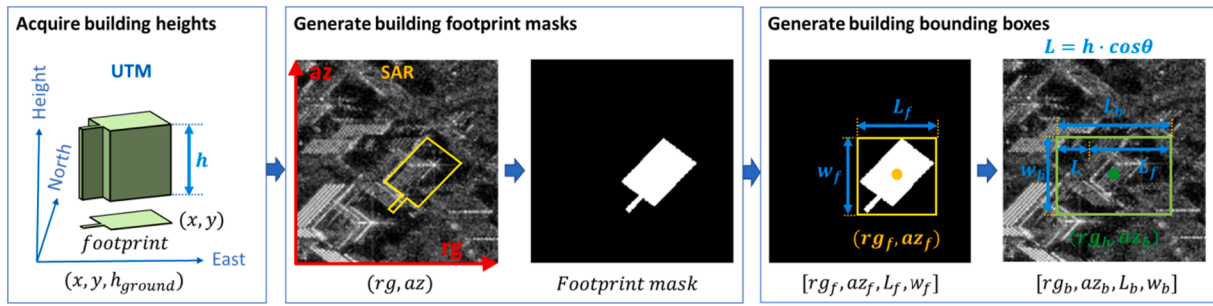 Acquire building heights
UTM
Height
North
h
(x, y)
footprint
East
(x, y, h_ground)
Generate building footprint masks
az
SAR
rg
(rg, az)
Footprint mask
Generate building bounding boxes
L_f
w_f
(rg_f, az_f)
[rg_f, az_f, L_f, w_f]
L = h · cosθ
L_b
w_b
L
L_f
(rg_b, az_b)
[rg_b, az_b, L_b, w_b]